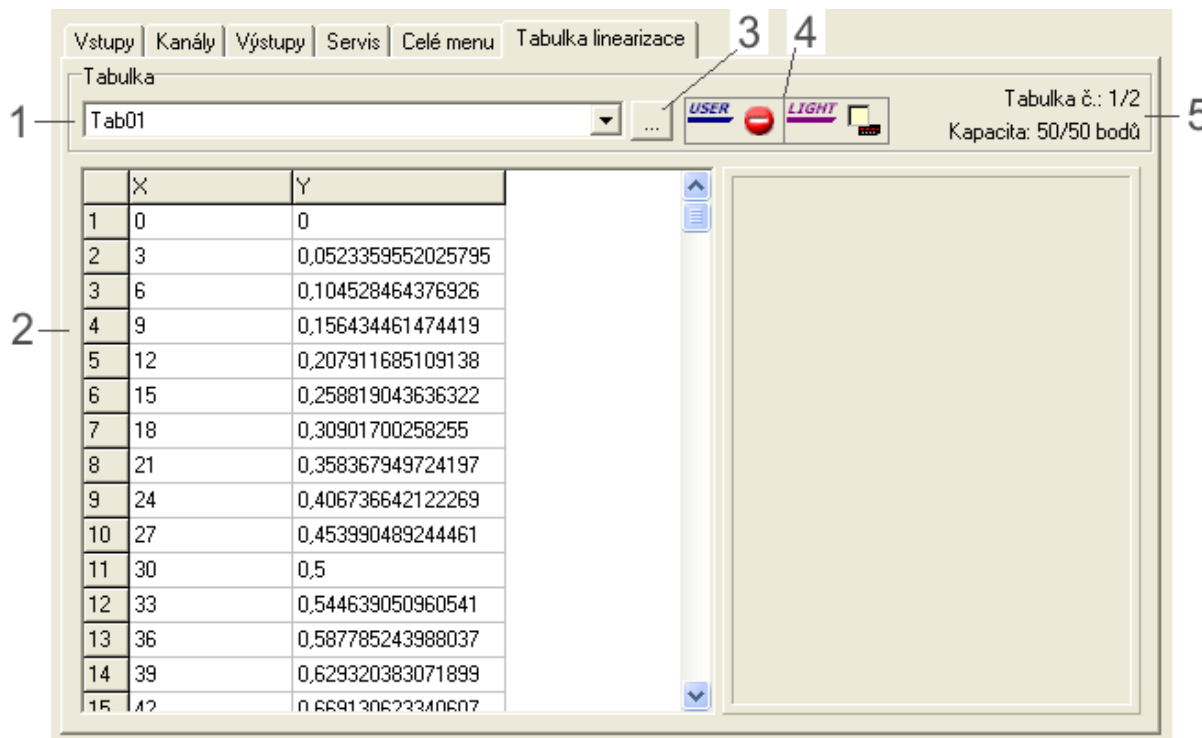 Vstupy Kanály Výstupy Servis Celé menu Tabulka linearizace 3 4
Tabulka
1 Tab01 ... USER LIGHT Tabulka č.: 1/2 5
Kapacita: 50/50 bodů
X Y
1 0 0
2 3 0,0523359552025795
3 6 0,104528464376926
2 4 9 0,156434461474419
5 12 0,207911685109138
6 15 0,258819043636322
7 18 0,30901700258255
8 21 0,358367949724197
9 24 0,406736642122269
10 27 0,453990489244461
11 30 0,5
12 33 0,544639050960541
13 36 0,587785243988037
14 39 0,629320383071899
15 42 0,669130623340607